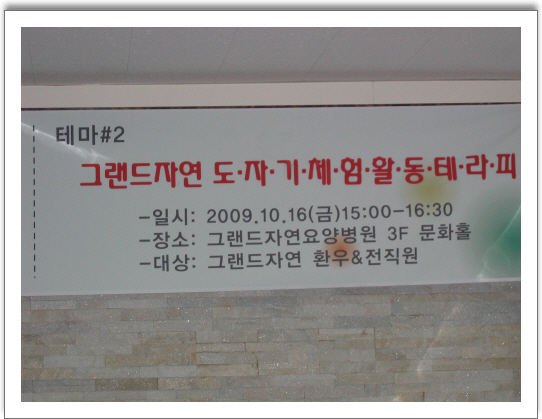 테마#2
그랜드자연 도·자·기·체·험·활·동·테·라·피
-일시: 2009.10.16(금)15:00-16:30
-장소: 그랜드자연요양병원 3F 문화홀
-대상: 그랜드자연 환우&전직원